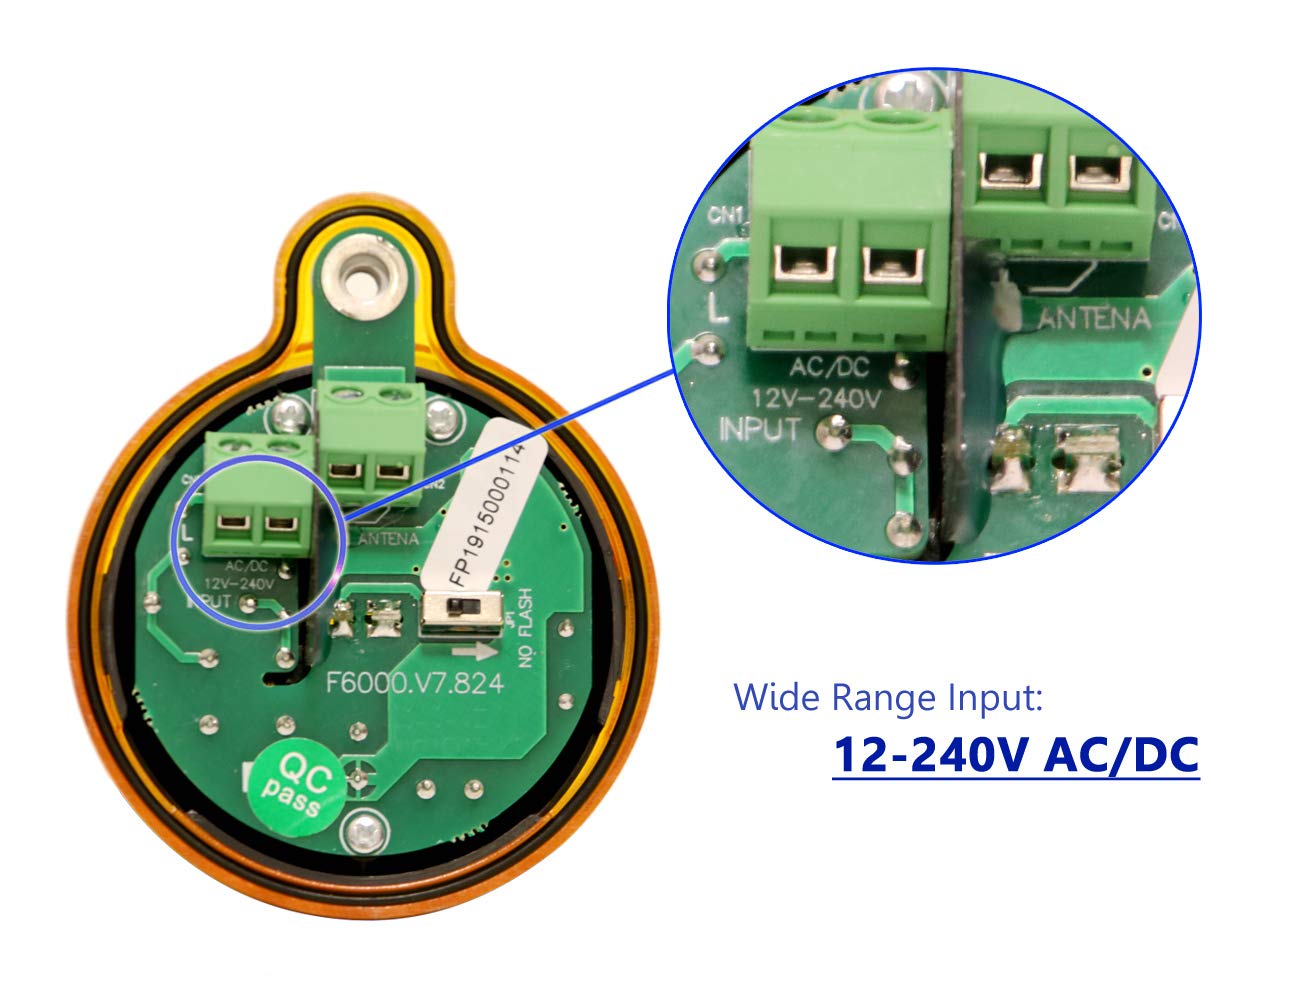 CN1
L
AC/DC
12V-240V
INPUT
ANTENA
CN2
ANTENA
AC/DC
12V-240V
INPUT
L
FP1915000114
JP1
NO FLASH
F6000.V7.824
QC
pass
Wide Range Input:
12-240V AC/DC